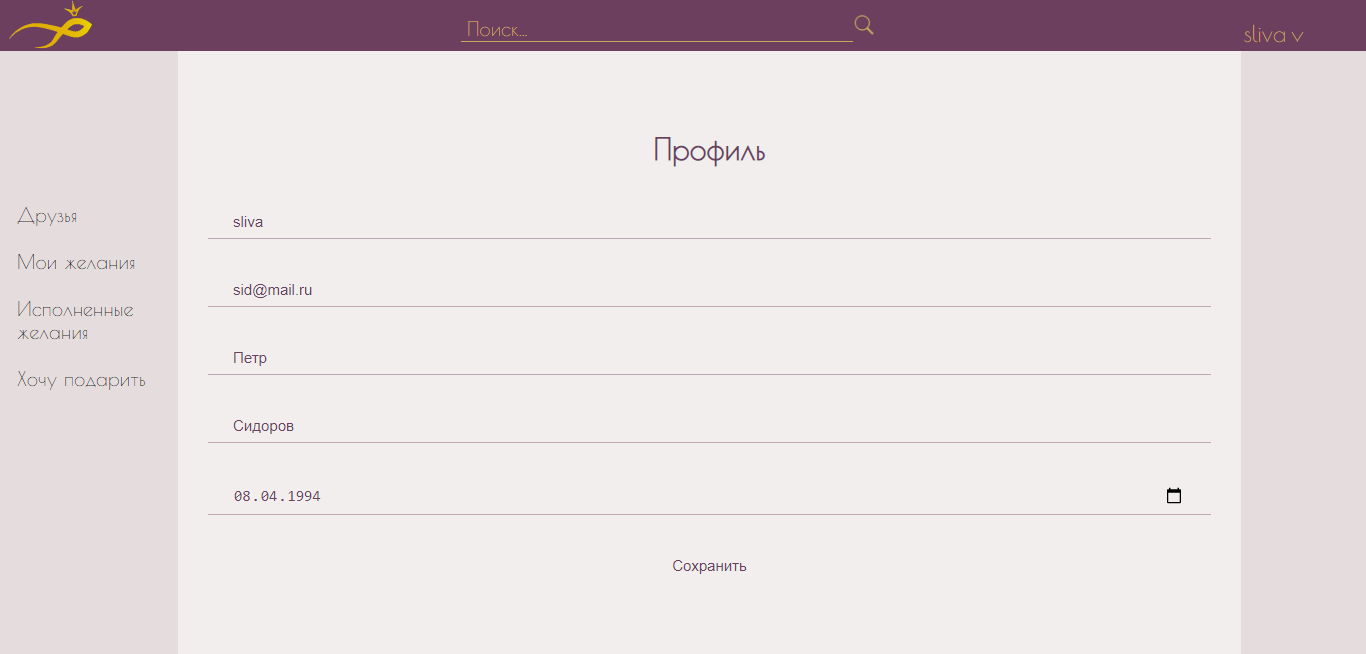 Поиск...
sliva v
Друзья
Мои желания
Исполненные
желания
Хочу подарить
Профиль
sliva
sid@mail.ru
Петр
Сидоров
08.04.1994
Сохранить